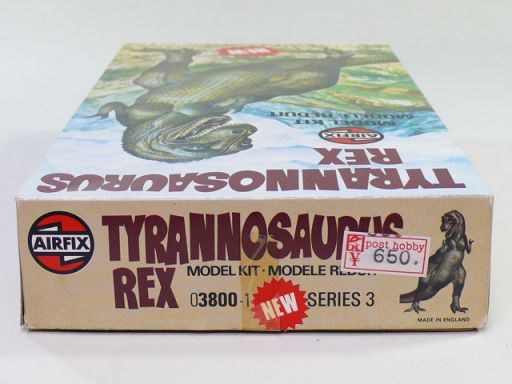 NEW
MODEL KIT
MODELE REDUIT
AIRFIX
REX
TYRANNOSAURUS
AIRFIX
TYRANNOSAURUS
REX
MODEL KIT · MODELE REDUIT
post hobby
¥ 650.
03800-1
NEW
SERIES 3
MADE IN ENGLAND